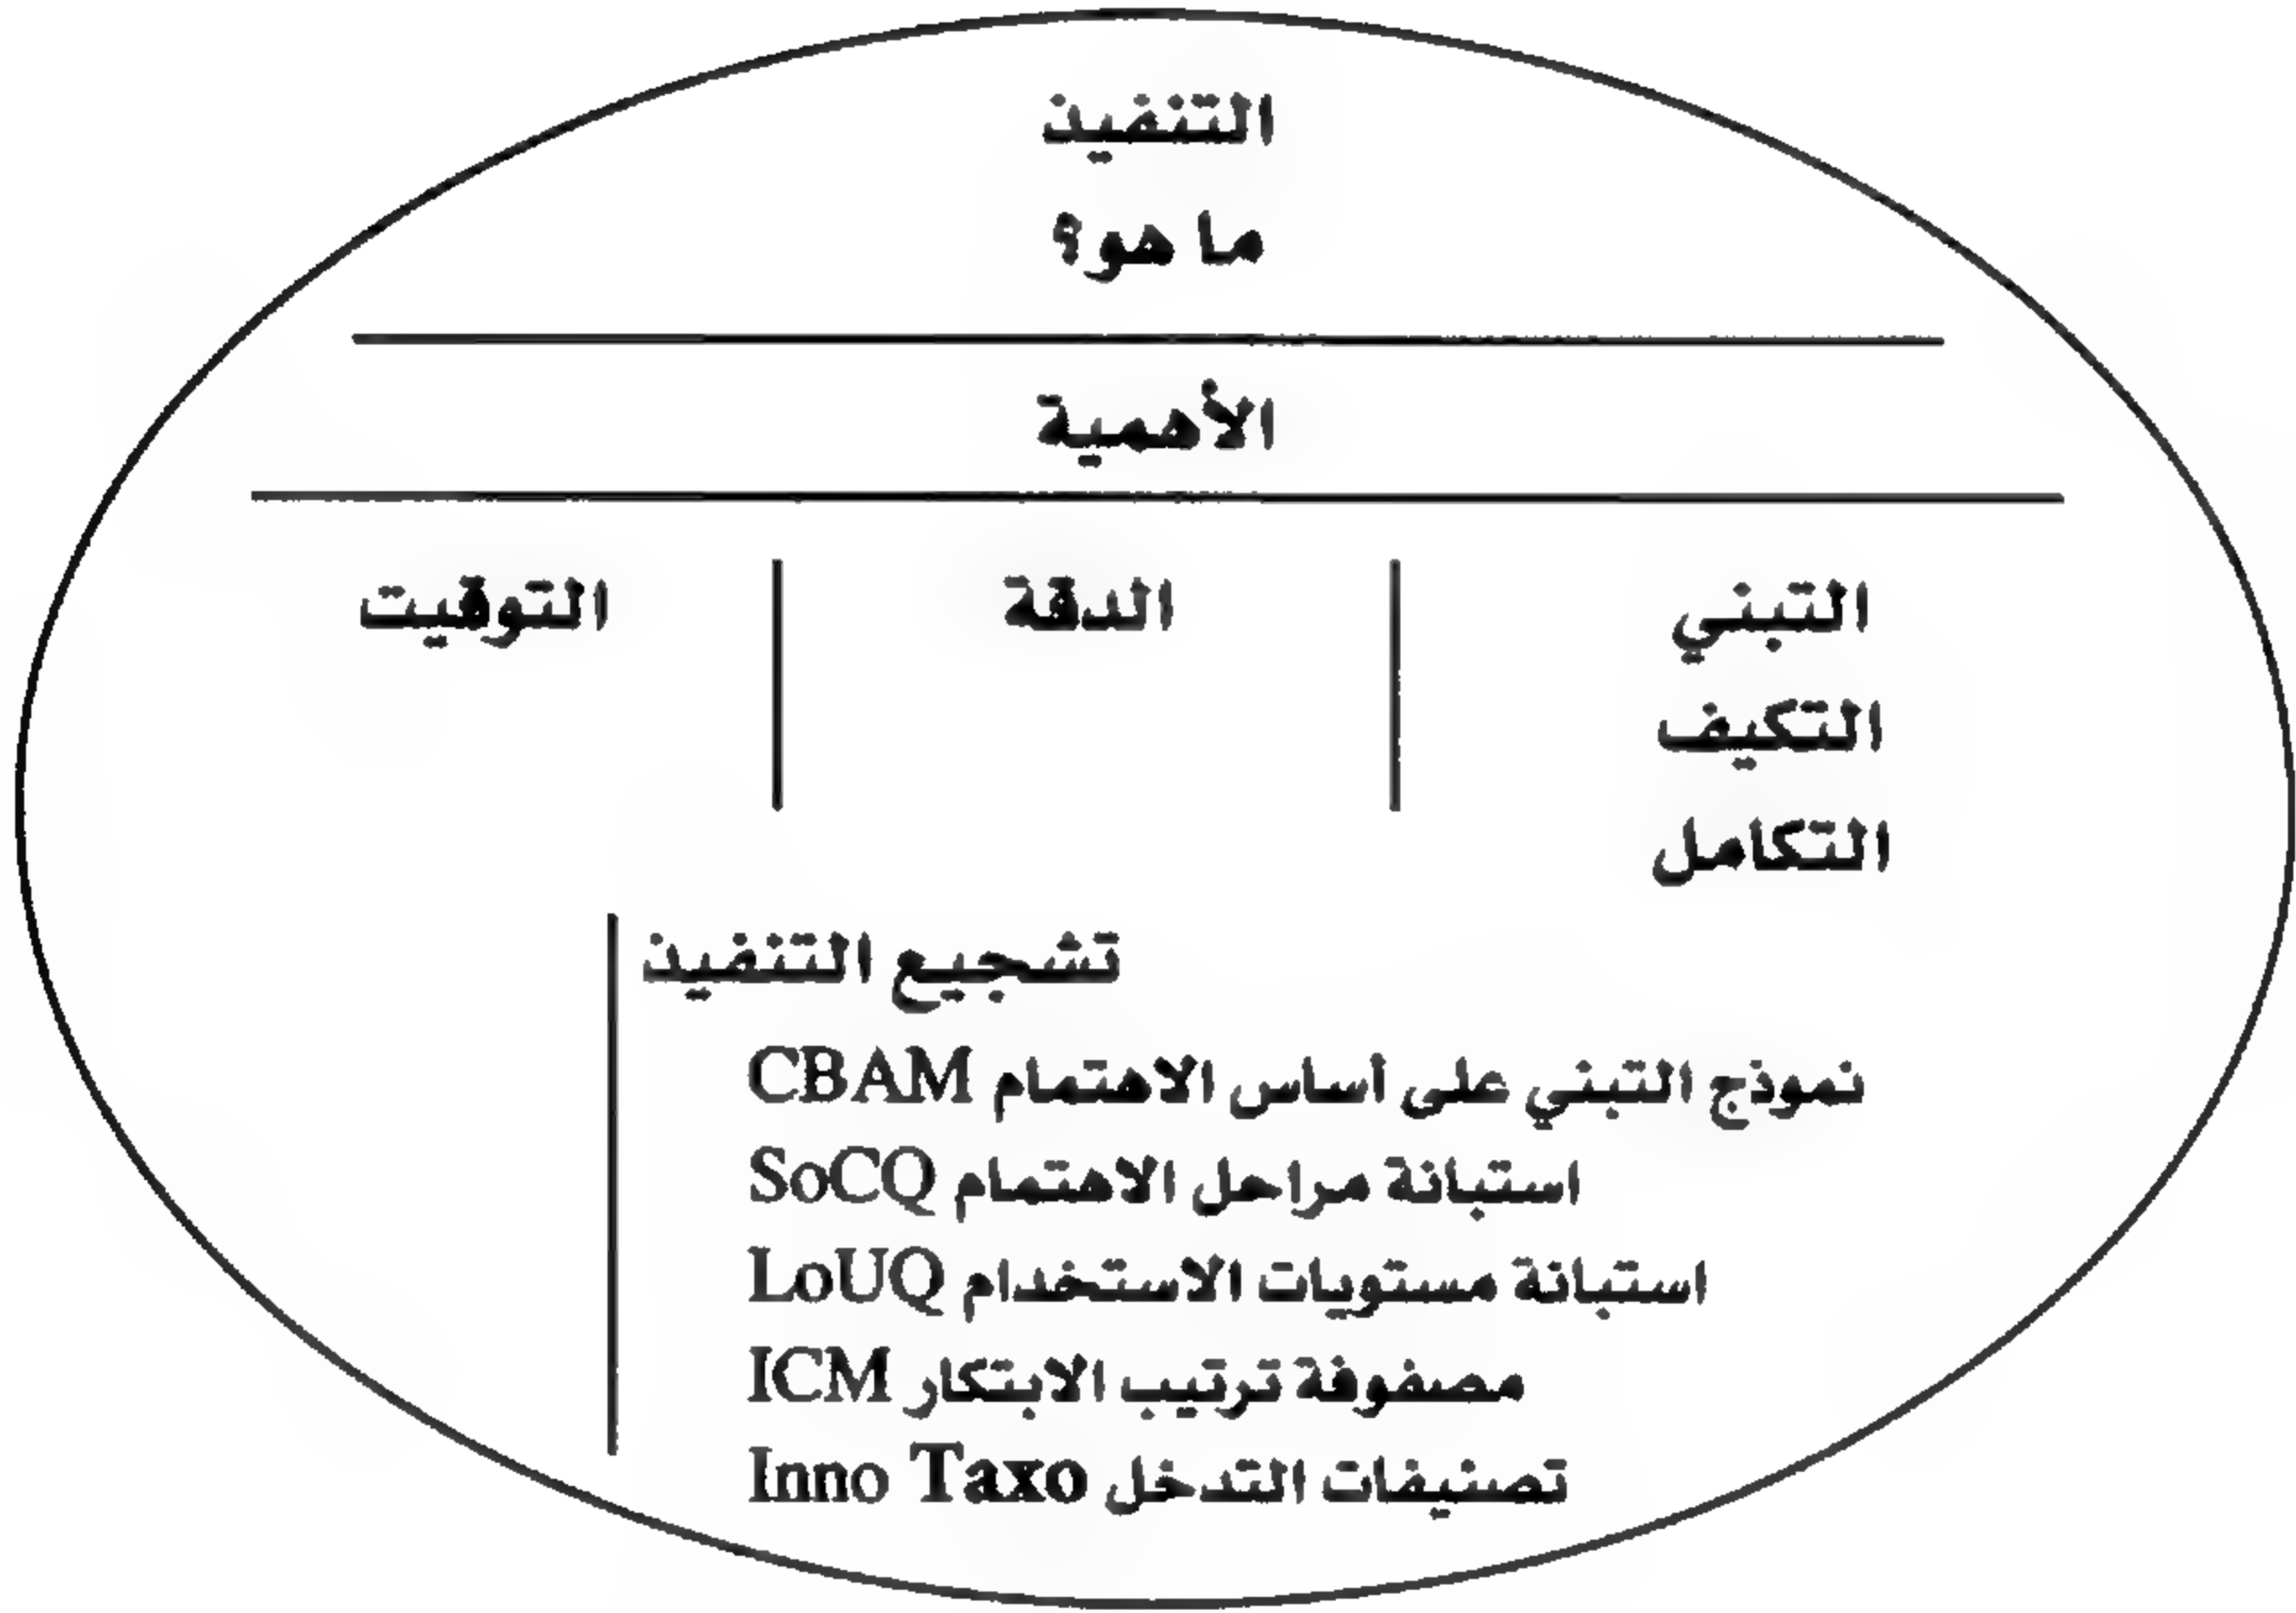 التنفيذ
ما هو؟
الأهمية
التبني
التكيف
التكامل
الدقة
التوقيت
تشجيع التنفيذ
نموذج التبني على أساس الاهتمام CBAM
استبانة مراحل الاهتمام SoCQ
استبانة مستويات الاستخدام LoUQ
مصفوفة ترتيب الابتكار ICM
تصنيفات التدخل Inno Taxo